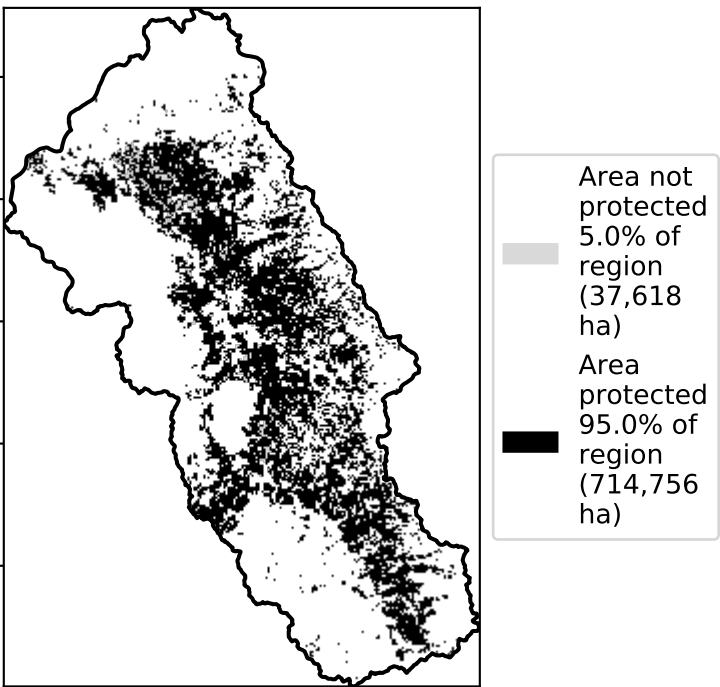 Area not
protected
5.0% of
region
(37,618
ha)
Area
protected
95.0% of
region
(714,756
ha)